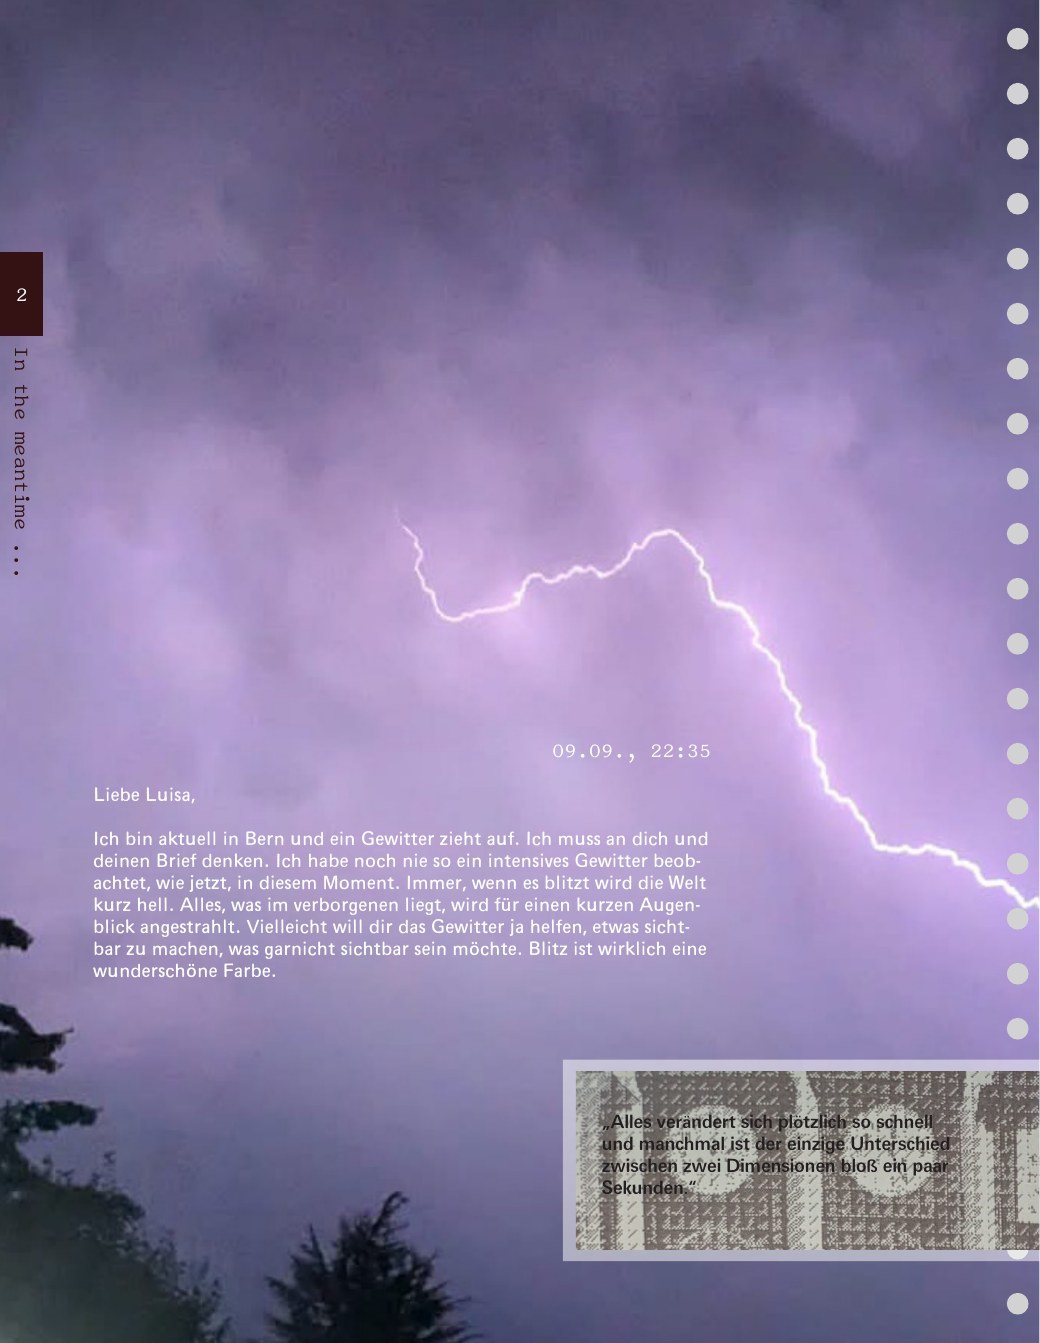 2
In the meantime ...
09.09., 22:35
Liebe Luisa,
Ich bin aktuell in Bern und ein Gewitter zieht auf. Ich muss an dich und
deinen Brief denken. Ich habe noch nie so ein intensives Gewitter beob-
achtet, wie jetzt, in diesem Moment. Immer, wenn es blitzt wird die Welt
kurz hell. Alles, was im verborgenen liegt, wird für einen kurzen Augen-
blick angestrahlt. Vielleicht will dir das Gewitter ja helfen, etwas sicht-
bar zu machen, was garnicht sichtbar sein möchte. Blitz ist wirklich eine
wunderschöne Farbe.
„Alles verändert sich plötzlich so schnell
und manchmal ist der einzige Unterschied
zwischen zwei Dimensionen bloß ein paar
Sekunden.“